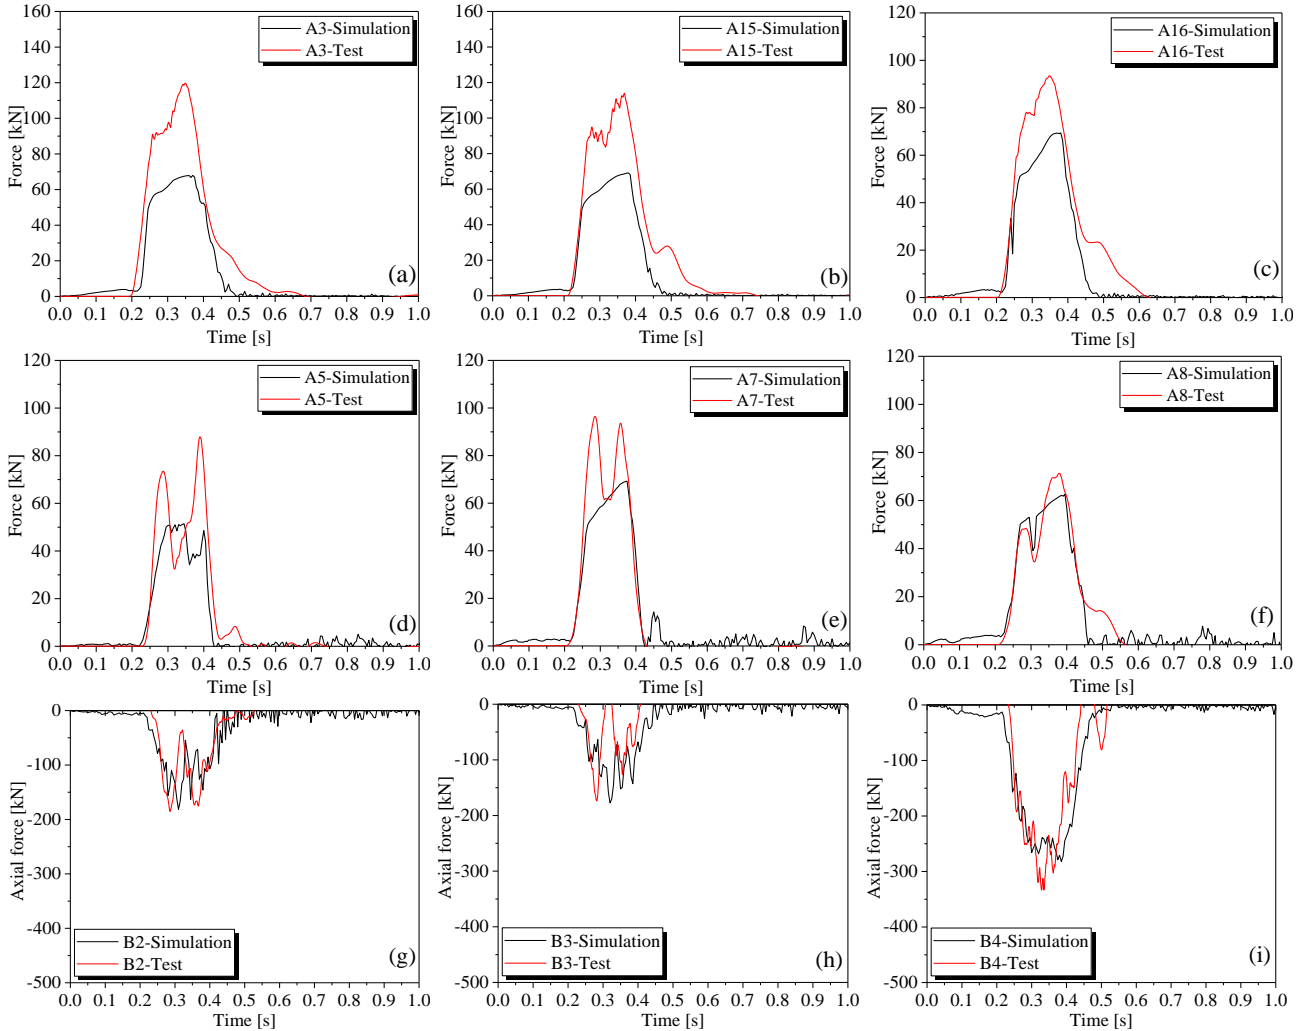 160
140
120
100
80
60
40
20
0
Force [kN]
A3-Simulation
A3-Test
(a)
0.0 0.1 0.2 0.3 0.4 0.5 0.6 0.7 0.8 0.9 1.0
Time [s]
160
140
120
100
80
60
40
20
0
Force [kN]
A15-Simulation
A15-Test
(b)
0.0 0.1 0.2 0.3 0.4 0.5 0.6 0.7 0.8 0.9 1.0
Time [s]
120
100
80
60
40
20
0
Force [kN]
A16-Simulation
A16-Test
(c)
0.0 0.1 0.2 0.3 0.4 0.5 0.6 0.7 0.8 0.9 1.0
Time [s]
120
100
80
60
40
20
0
Force [kN]
A5-Simulation
A5-Test
(d)
0.0 0.1 0.2 0.3 0.4 0.5 0.6 0.7 0.8 0.9 1.0
Time [s]
120
100
80
60
40
20
0
Force [kN]
A7-Simulation
A7-Test
(e)
0.0 0.1 0.2 0.3 0.4 0.5 0.6 0.7 0.8 0.9 1.0
Time [s]
120
100
80
60
40
20
0
Force [kN]
A8-Simulation
A8-Test
(f)
0.0 0.1 0.2 0.3 0.4 0.5 0.6 0.7 0.8 0.9 1.0
Time [s]
0
-100
-200
-300
-400
-500
Axial force [kN]
B2-Simulation
B2-Test
(g)
0.0 0.1 0.2 0.3 0.4 0.5 0.6 0.7 0.8 0.9 1.0
Time [s]
0
-100
-200
-300
-400
-500
Axial force [kN]
B3-Simulation
B3-Test
(h)
0.0 0.1 0.2 0.3 0.4 0.5 0.6 0.7 0.8 0.9 1.0
Time [s]
0
-100
-200
-300
-400
-500
Axial force [kN]
B4-Simulation
B4-Test
(i)
0.0 0.1 0.2 0.3 0.4 0.5 0.6 0.7 0.8 0.9 1.0
Time [s]